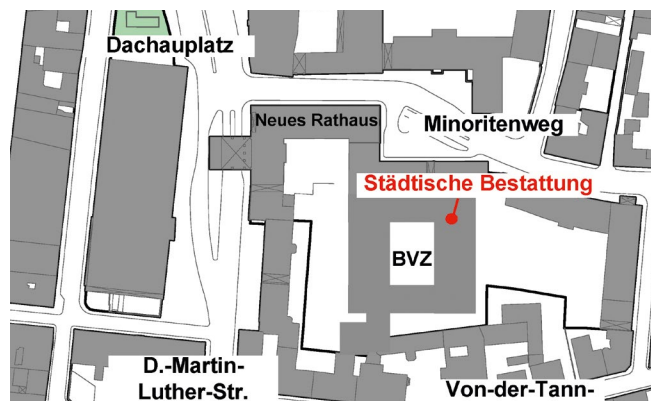 Dachauplatz
Neues Rathaus
Minoritenweg
Städtische Bestattung
BVZ
D.-Martin-
Luther-Str.
Von-der-Tann-